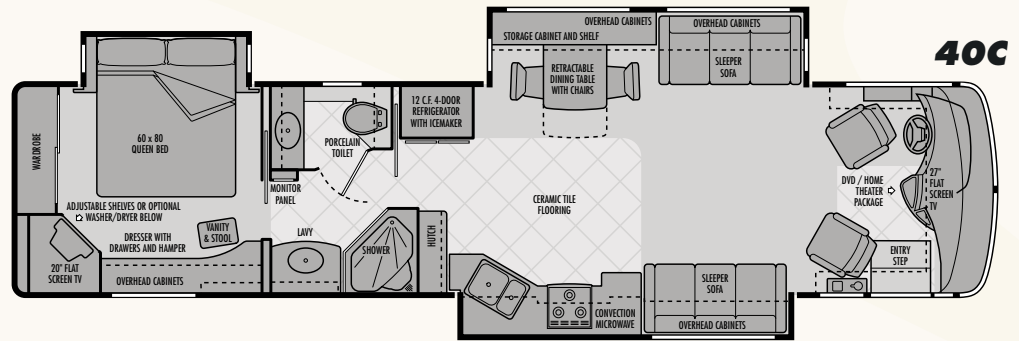 40C
OVERHEAD CABINETS
STORAGE CABINET AND SHELF
OVERHEAD CABINETS
SLEEPER
SOFA
RETRACTABLE
DINING TABLE
WITH CHAIRS
12 C.F. 4-DOOR
REFRIGERATOR
WITH ICEMAKER
PORCELAIN
TOILET
WARDROBE
60 x 80
QUEEN BED
MONITOR
PANEL
DVD / HOME
THEATER
PACKAGE
27"
FLAT
SCREEN
TV
CERAMIC TILE
FLOORING
ADJUSTABLE SHELVES OR OPTIONAL
WASHER/DRYER BELOW
VANITY
& STOOL
DRESSER WITH
DRAWERS AND HAMPER
LAVY
SHOWER
HUTCH
ENTRY
STEP
20" FLAT
SCREEN TV
OVERHEAD CABINETS
SLEEPER
SOFA
CONVECTION
MICROWAVE
OVERHEAD CABINETS